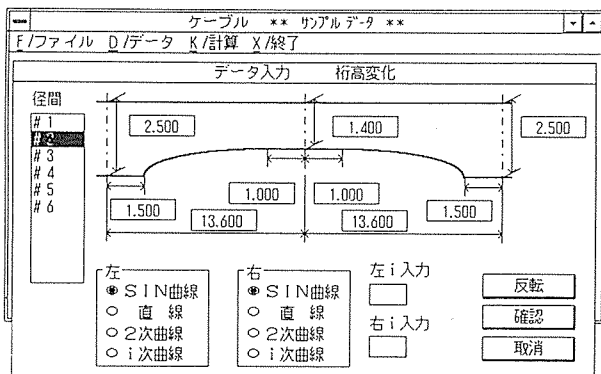 ケーブル ** サンプルデータ **
F/ファイル D/データ K/計算 X/終了
データ入力 桁高変化
径間
# 1
# 2
# 3
# 4
# 5
# 6
2.500
1.400
2.500
1.000
1.000
1.500
1.500
13.600
13.600
左
SIN曲線
直 線
2次曲線
i次曲線
右
SIN曲線
直 線
2次曲線
i次曲線
左i入力
右i入力
反転
確認
取消